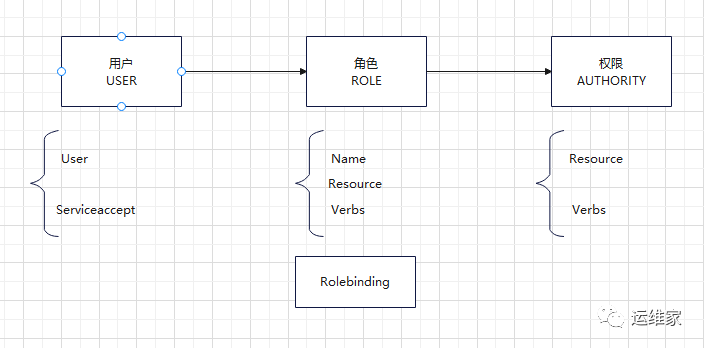 用户
USER
角色
ROLE
权限
AUTHORITY
User
Serviceaccept
Name
Resource
Verbs
Resource
Verbs
Rolebinding
运维家